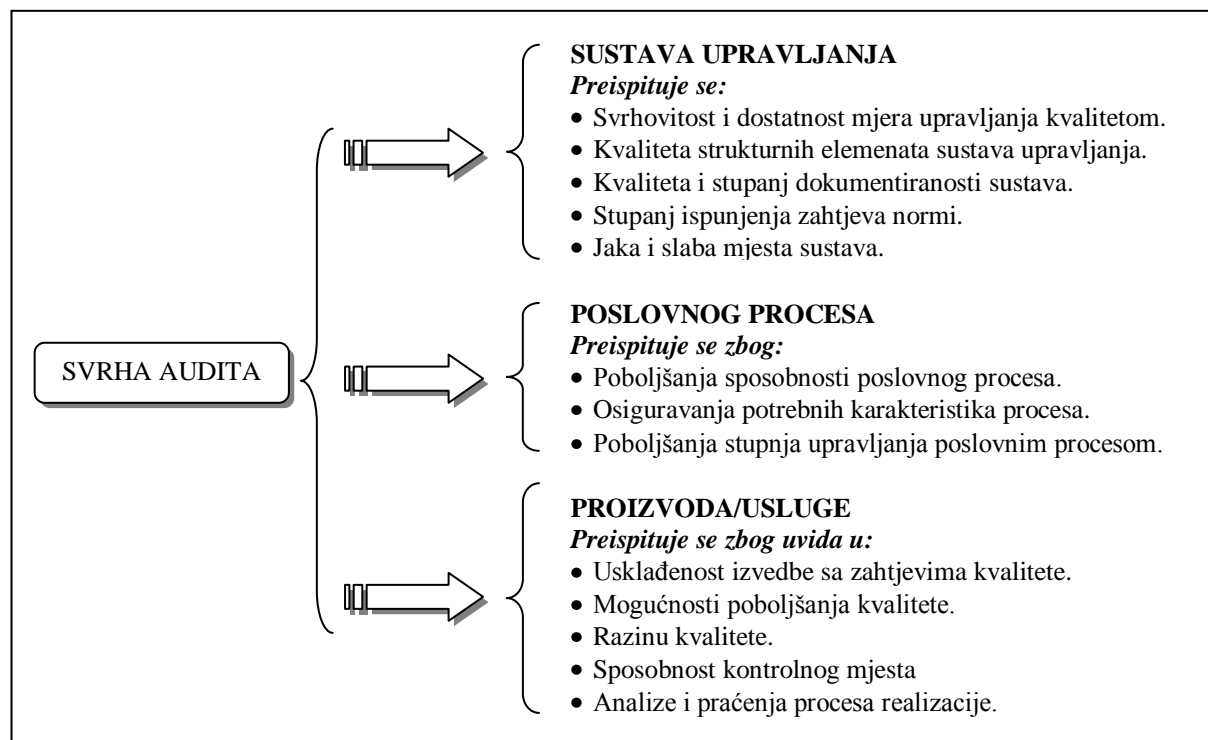 SVRHA AUDITA
SUSTAVA UPRAVLJANJA
Preispituje se:
• Svrhovitost i dostatnost mjera upravljanja kvalitetom.
• Kvaliteta strukturnih elemenata sustava upravljanja.
• Kvaliteta i stupanj dokumentiranosti sustava.
• Stupanj ispunjenja zahtjeva normi.
• Jaka i slaba mjesta sustava.
POSLOVNOG PROCESA
Preispituje se zbog:
• Poboljšanja sposobnosti poslovnog procesa.
• Osiguravanja potrebnih karakteristika procesa.
• Poboljšanja stupnja upravljanja poslovnim procesom.
PROIZVODA/USLUGE
Preispituje se zbog uvida u:
• Usklađenost izvedbe sa zahtjevima kvalitete.
• Mogućnosti poboljšanja kvalitete.
• Razinu kvalitete.
• Sposobnost kontrolnog mjesta
• Analize i praćenja procesa realizacije.